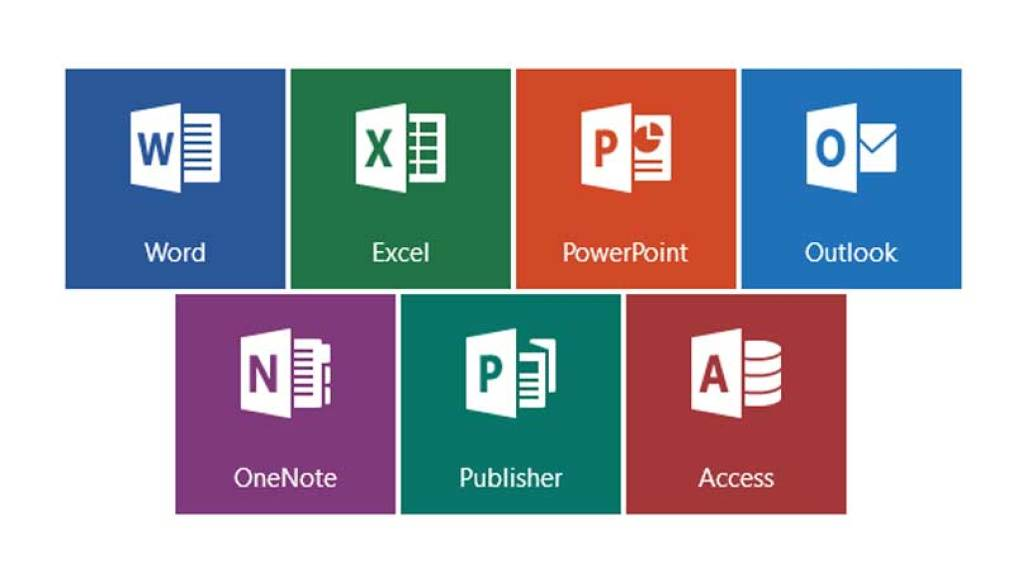 W X P O
Word Excel PowerPoint Outlook
N P A
OneNote Publisher Access